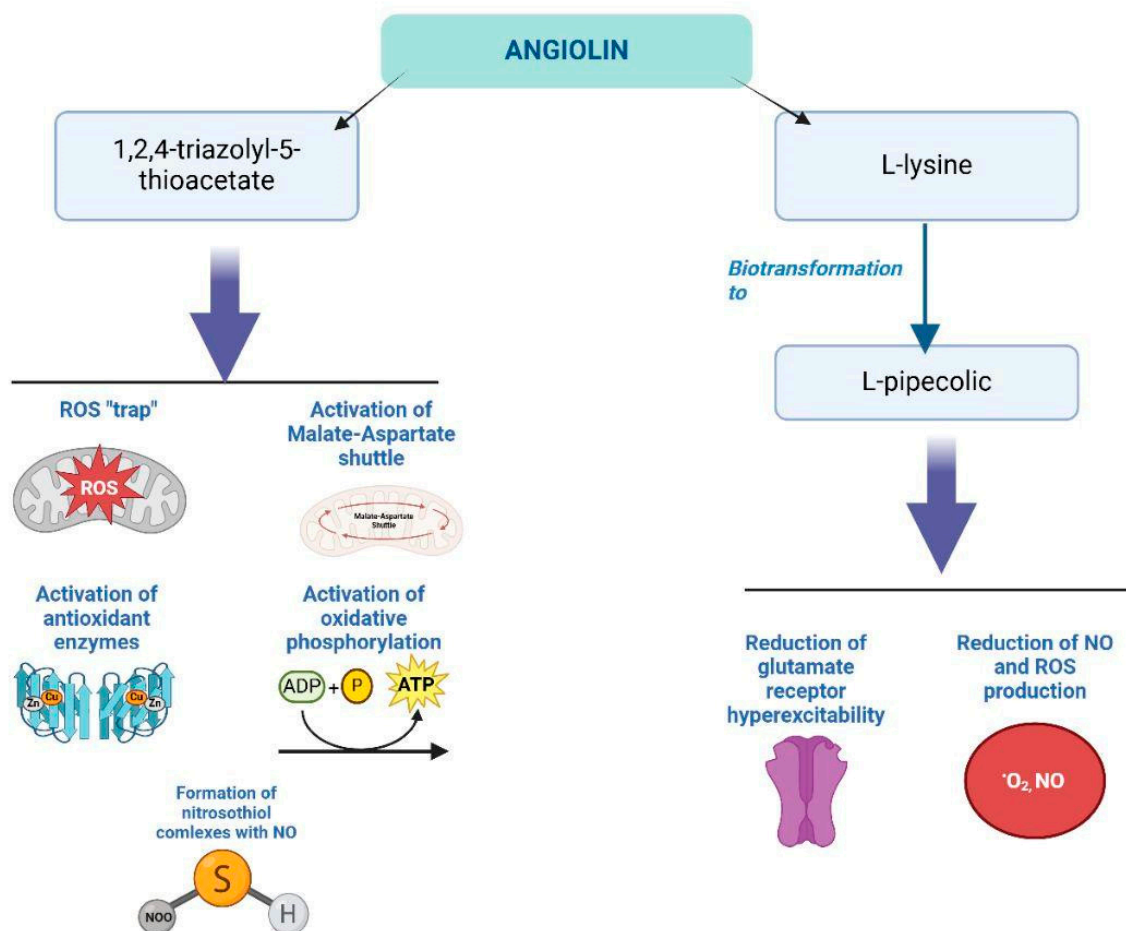 ANGIOLIN
1,2,4-triazolyl-5-
thioacetate
L-lysine
Biotransformation
to
L-pipecolic
ROS "trap"
ROS
Activation of
Malate-Aspartate
shuttle
Malate-Aspartate
Shuttle
Activation of
antioxidant
enzymes
Zn Cu Cu Zn
Activation of
oxidative
phosphorylation
ADP + P ATP
Formation of
nitrosothiol
comlexes with NO
S
NOO H
Reduction of
glutamate
receptor
hyperexcitability
Reduction of NO
and ROS
production
•O₂, NO